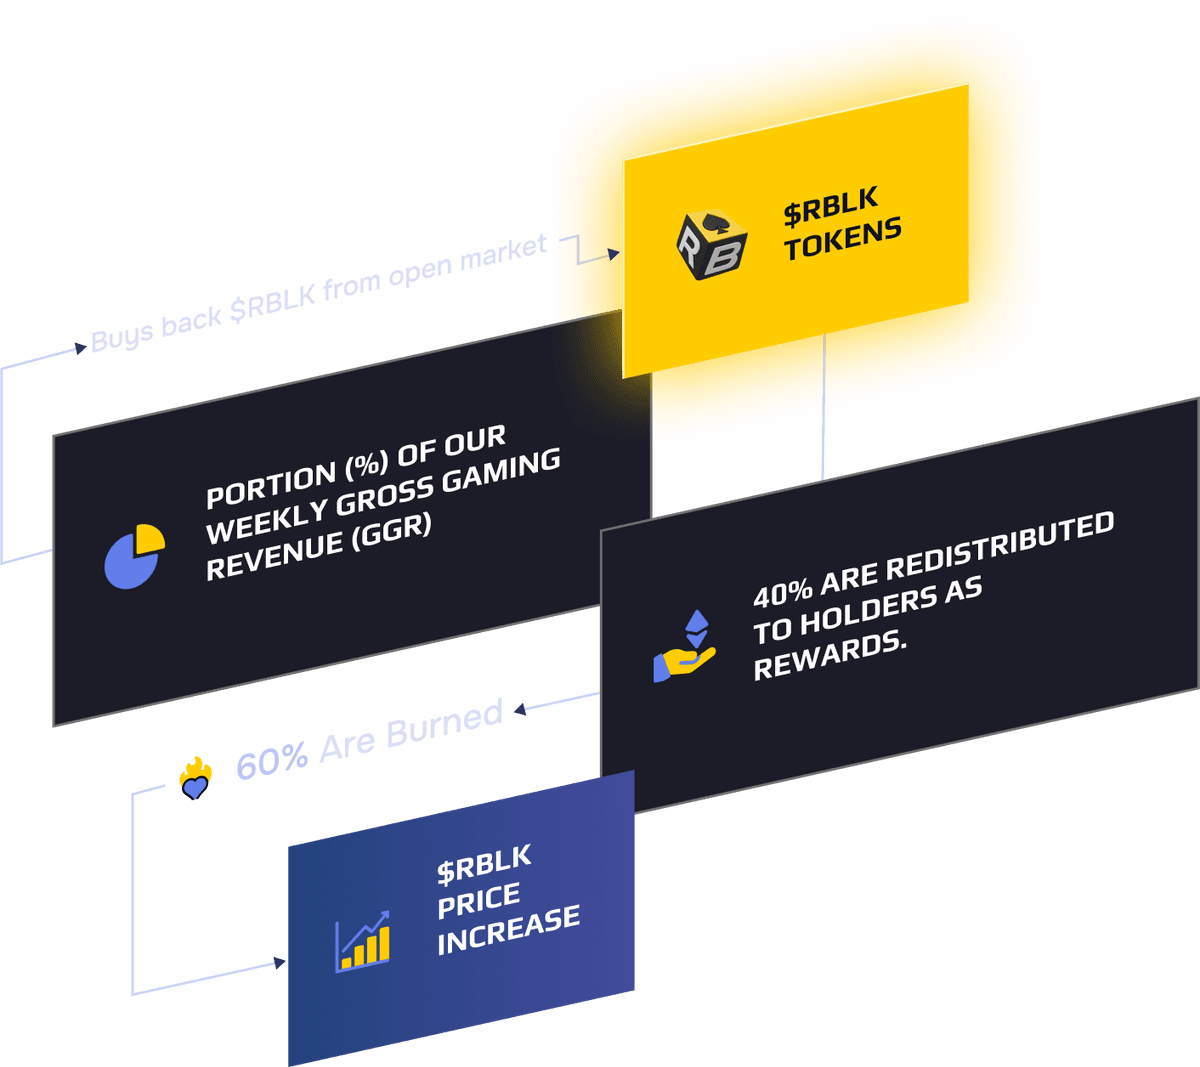 $RBLK
TOKENS
R B
Buys back $RBLK from open market
PORTION (%) OF OUR
WEEKLY GROSS GAMING
REVENUE (GGR)
40% ARE REDISTRIBUTED
TO HOLDERS AS
REWARDS.
60% Are Burned
$RBLK
PRICE
INCREASE